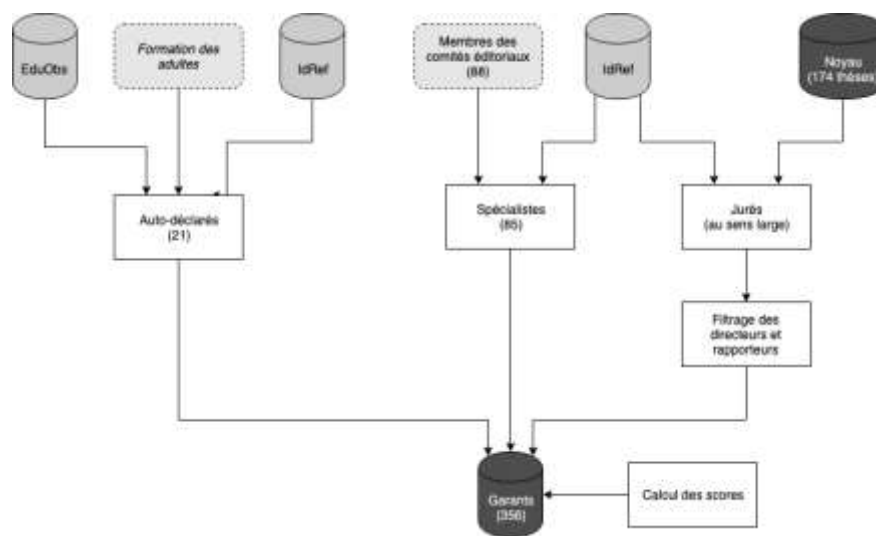 EduObs
Formation des
adultes
IdRef
Membres des
comités éditoriaux
(88)
IdRef
Noyau
(174 thèses)
Auto-déclarés
(21)
Spécialistes
(85)
Jurés
(au sens large)
Filtrage des
directeurs et
rapporteurs
Garants
(356)
Calcul des scores